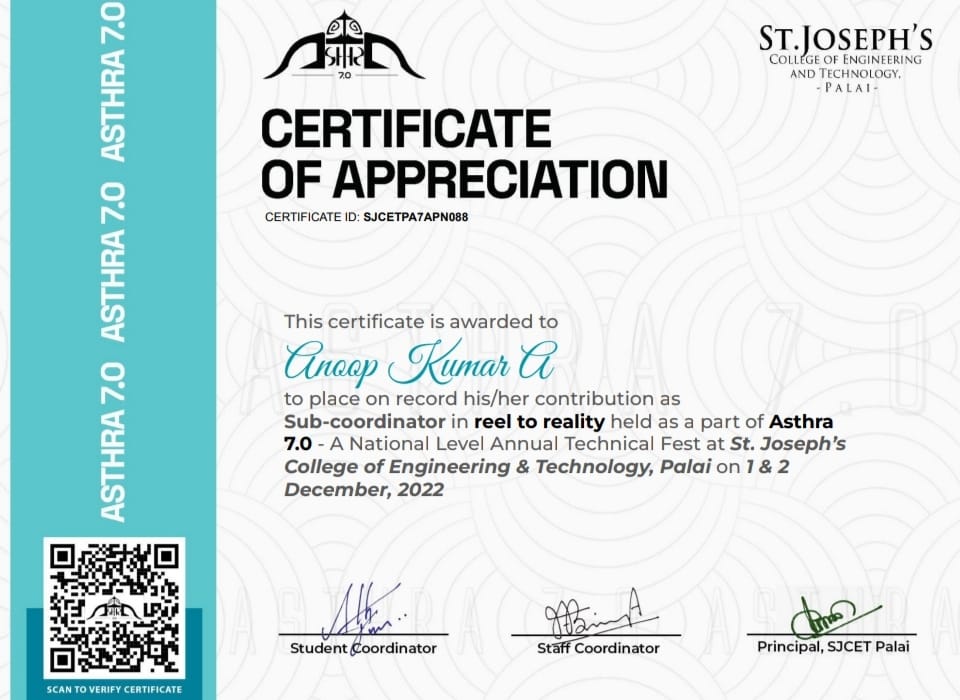 ASTHRA 7.0 ASTHRA 7.0 ASTHRA 7.0
7.0
ST.JOSEPH'S
COLLEGE OF ENGINEERING
AND TECHNOLOGY,
- PALAI -
CERTIFICATE
OF APPRECIATION
CERTIFICATE ID: SJCETPA7APN088
This certificate is awarded to
Anoop Kumar A
to place on record his/her contribution as
Sub-coordinator in reel to reality held as a part of Asthra
7.0 - A National Level Annual Technical Fest at St. Joseph's
College of Engineering & Technology, Palai on 1 & 2
December, 2022
ASTHRA 7.0
Student Coordinator
Staff Coordinator
Principal, SJCET Palai
SCAN TO VERIFY CERTIFICATE